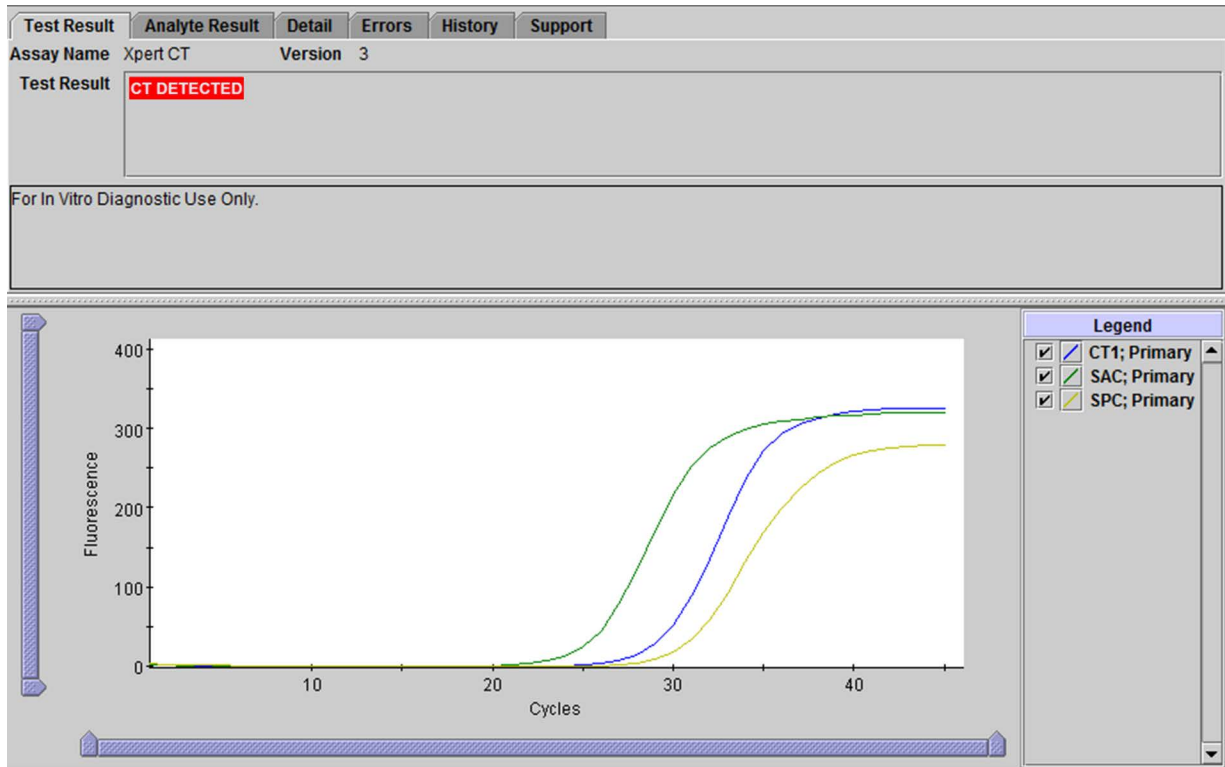 Test Result Analyte Result Detail Errors History Support
Assay Name Xpert CT Version 3
Test Result CT DETECTED
For In Vitro Diagnostic Use Only.
Legend
CT1; Primary
SAC; Primary
SPC; Primary
400
300
200
100
0
Fluorescence
10 20 30 40
Cycles